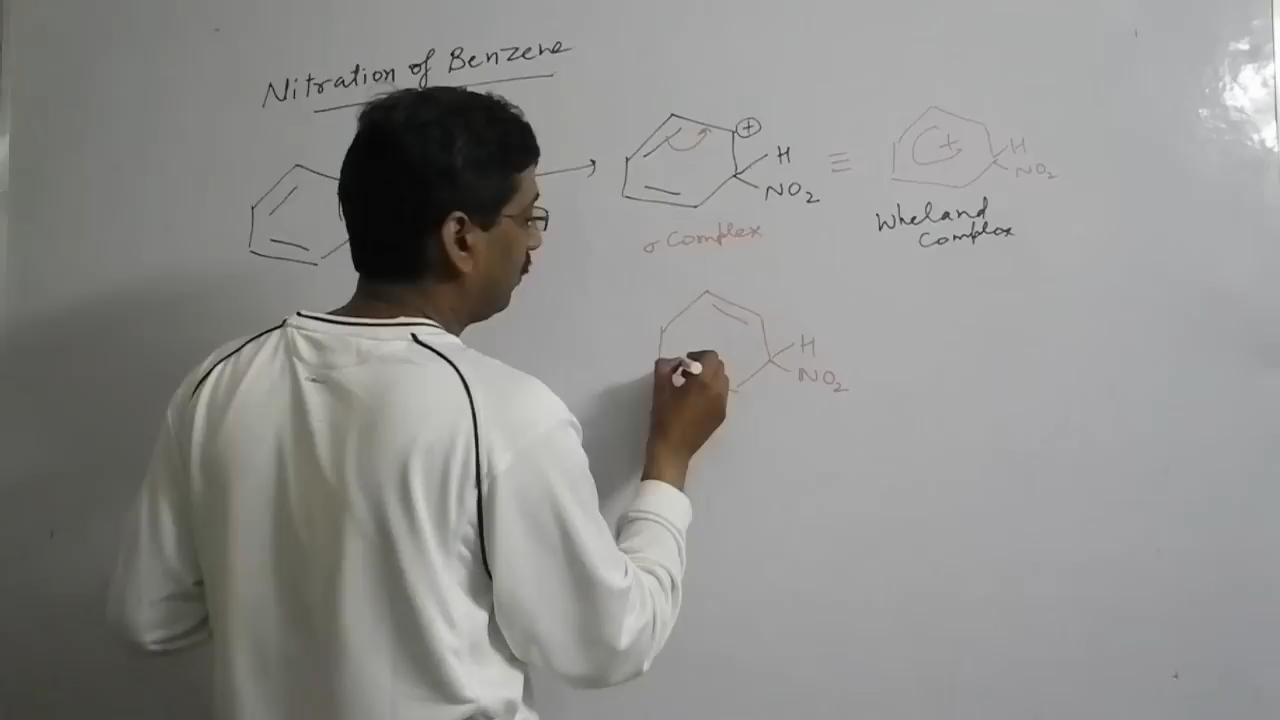 Nitration of Benzene
+
H
NO2
σ Complex
≡
+
H
NO2
Wheland
Complex
H
NO2